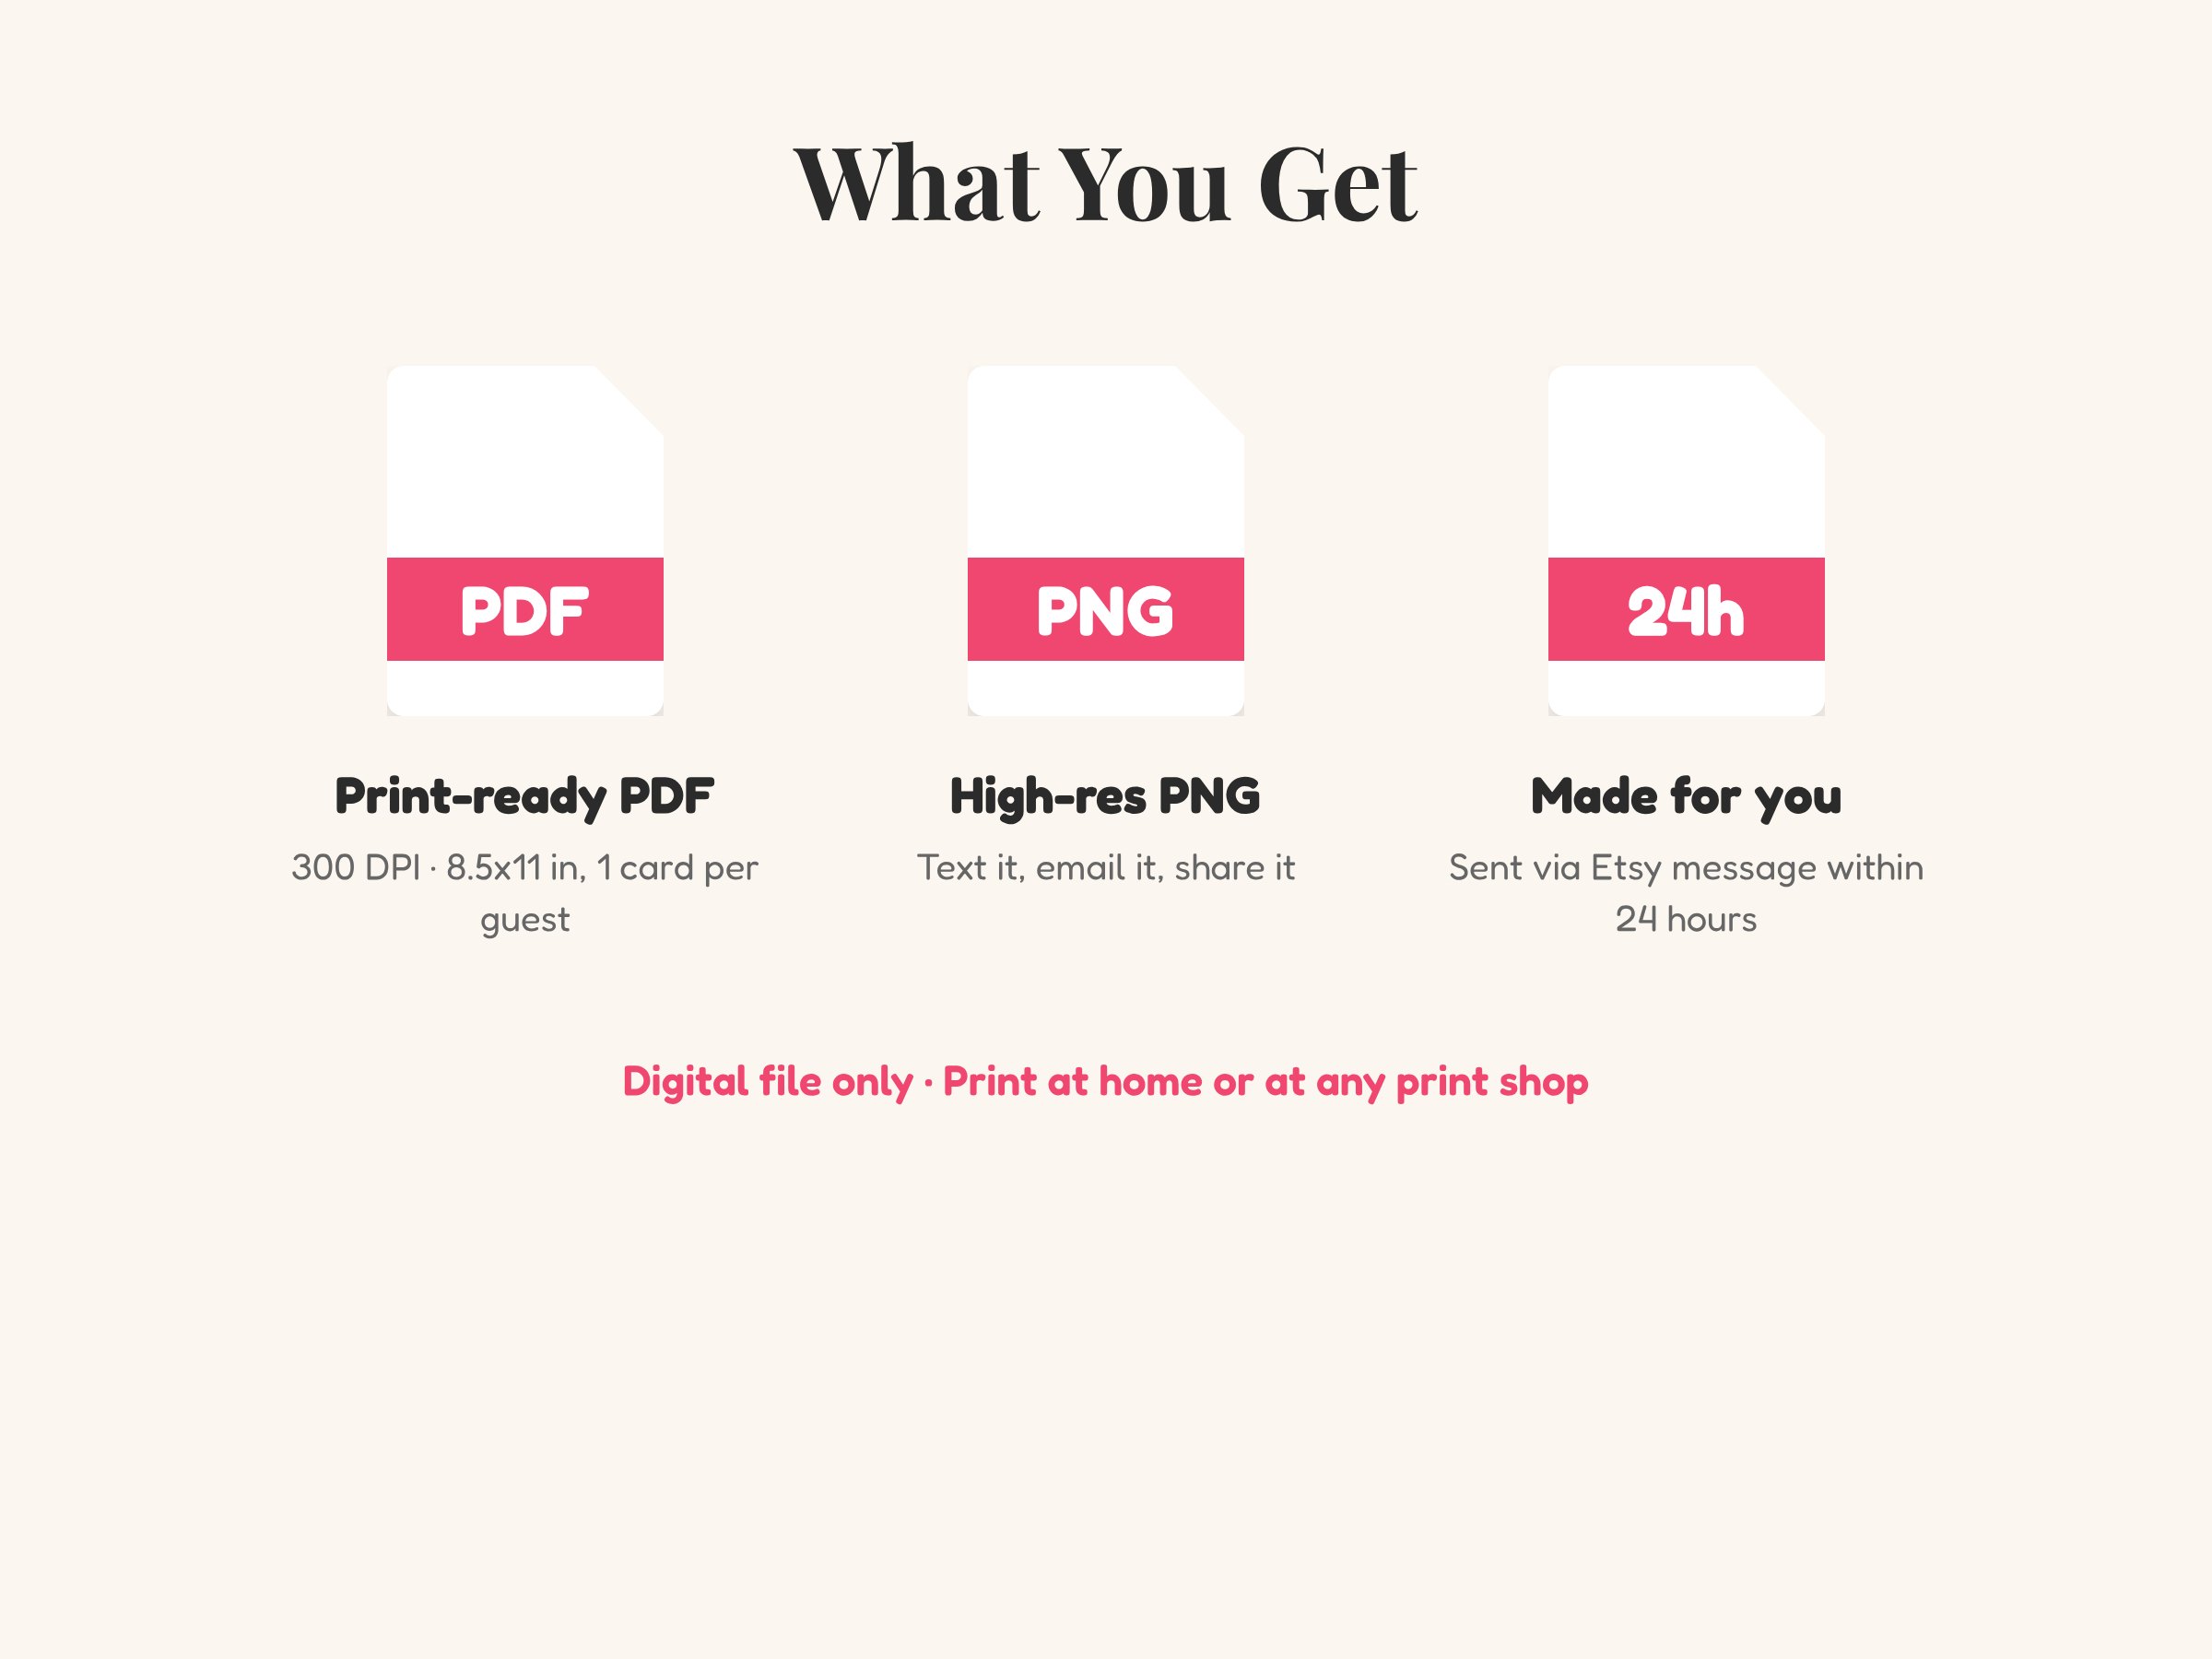 What You Get
PDF
PNG
24h
Print-ready PDF
300 DPI · 8.5x11 in, 1 card per
guest
High-res PNG
Text it, email it, share it
Made for you
Sent via Etsy message within
24 hours
Digital file only · Print at home or at any print shop